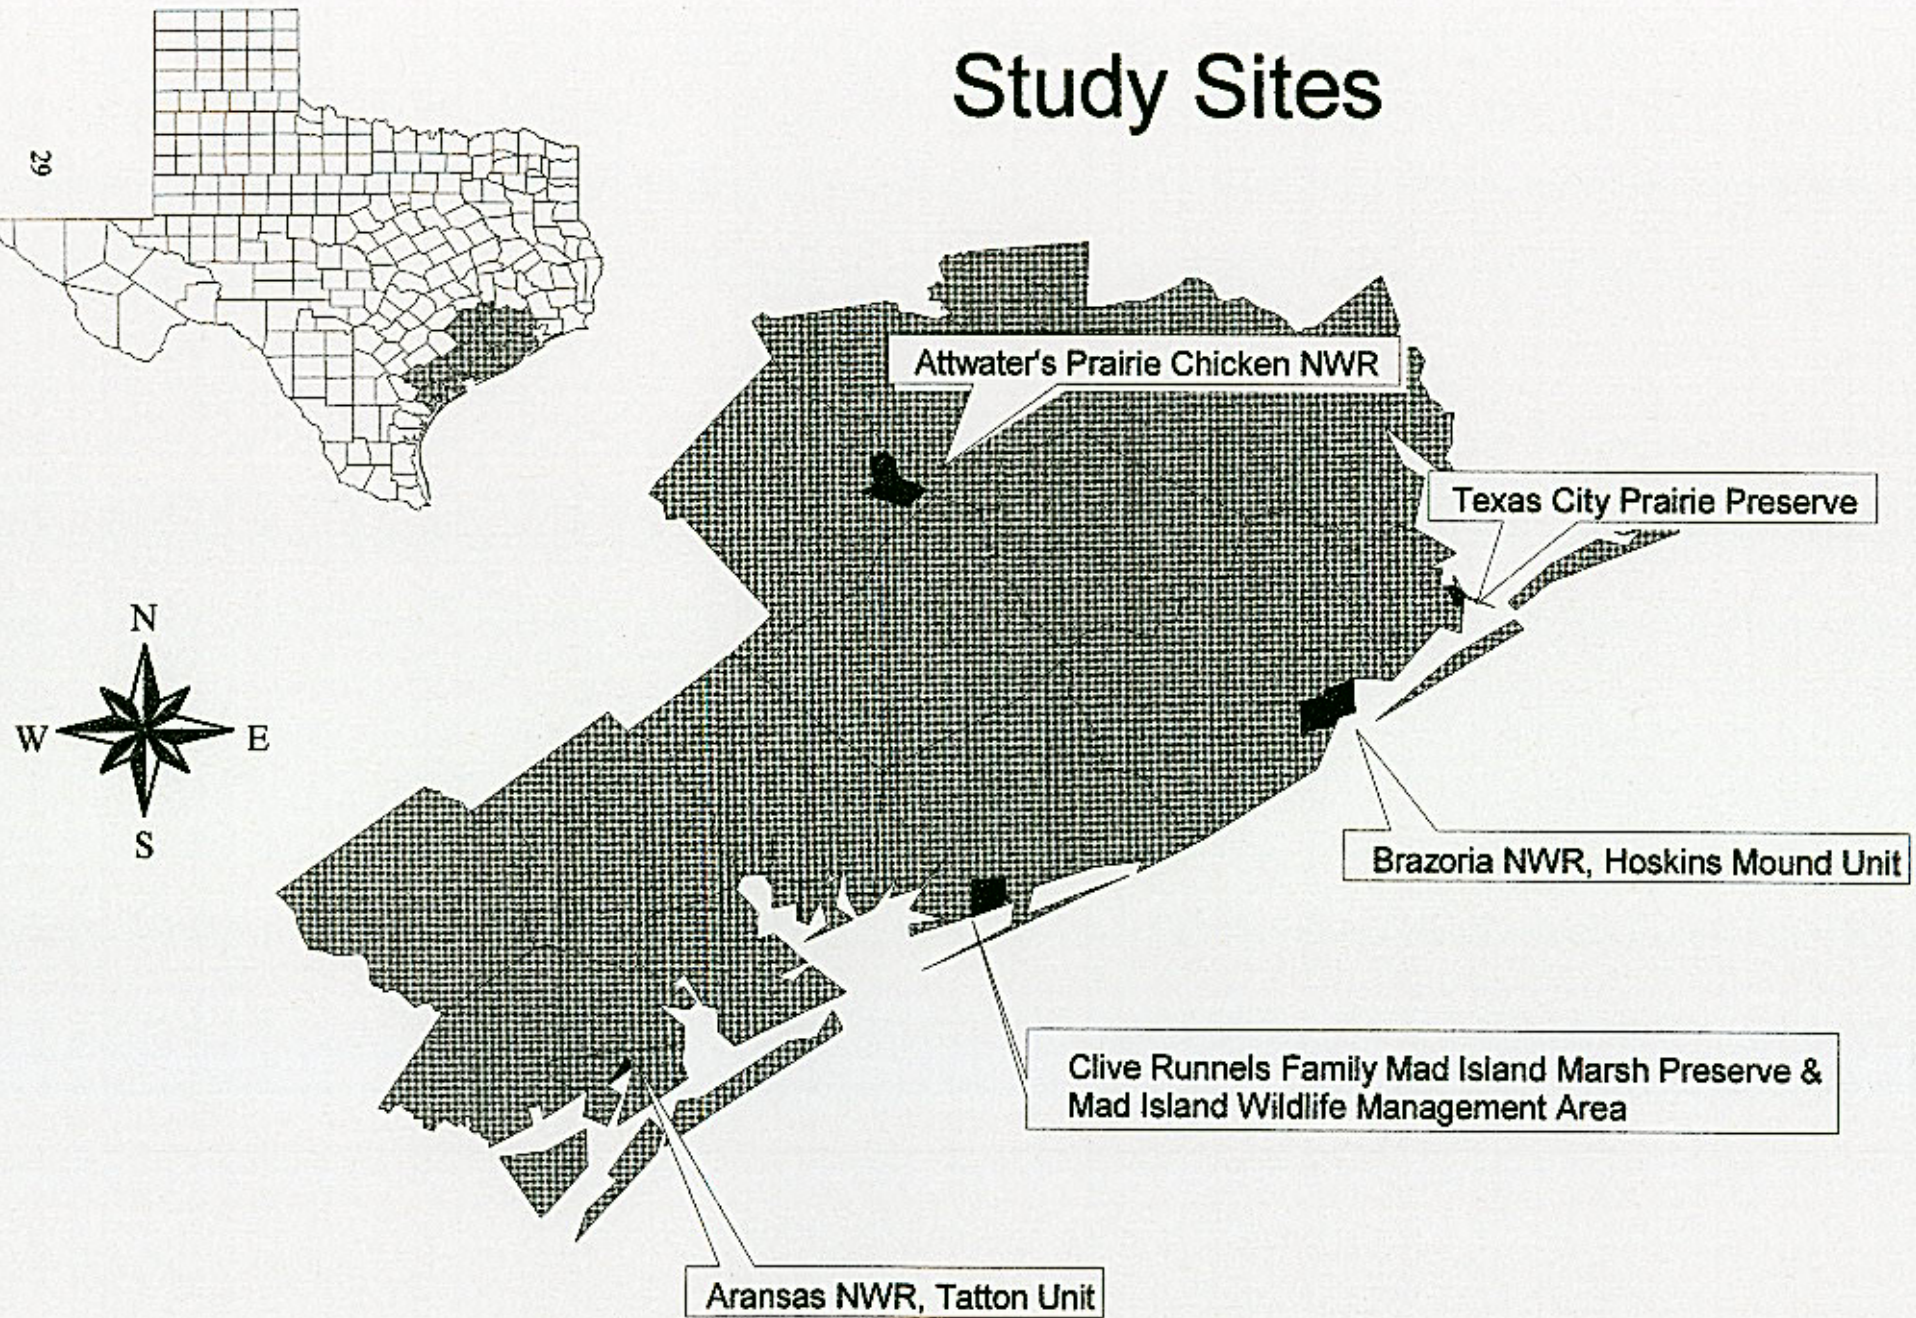 Study Sites
29
Attwater's Prairie Chicken NWR
Texas City Prairie Preserve
N
W
E
S
Brazoria NWR, Hoskins Mound Unit
Clive Runnels Family Mad Island Marsh Preserve &
Mad Island Wildlife Management Area
Aransas NWR, Tatton Unit